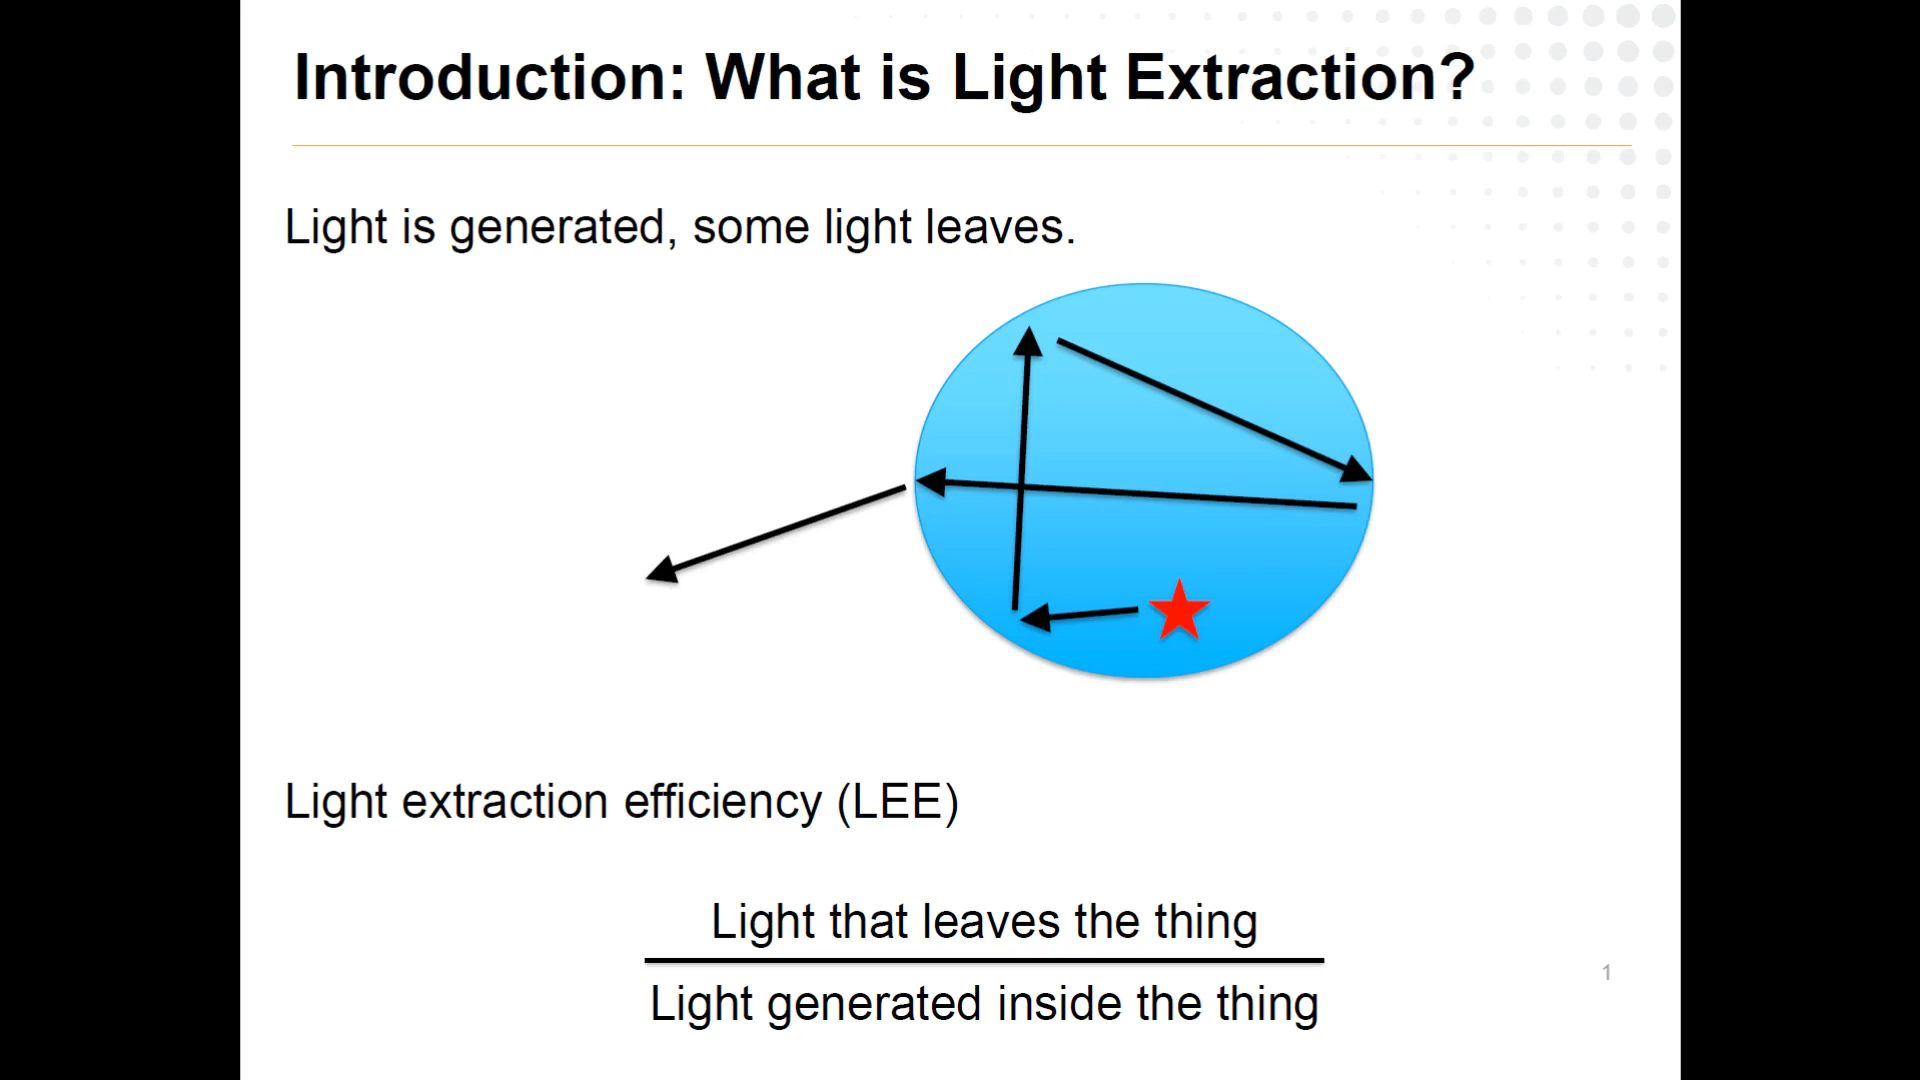 Introduction: What is Light Extraction?
Light is generated, some light leaves.
Light extraction efficiency (LEE)
Light that leaves the thing
Light generated inside the thing
1